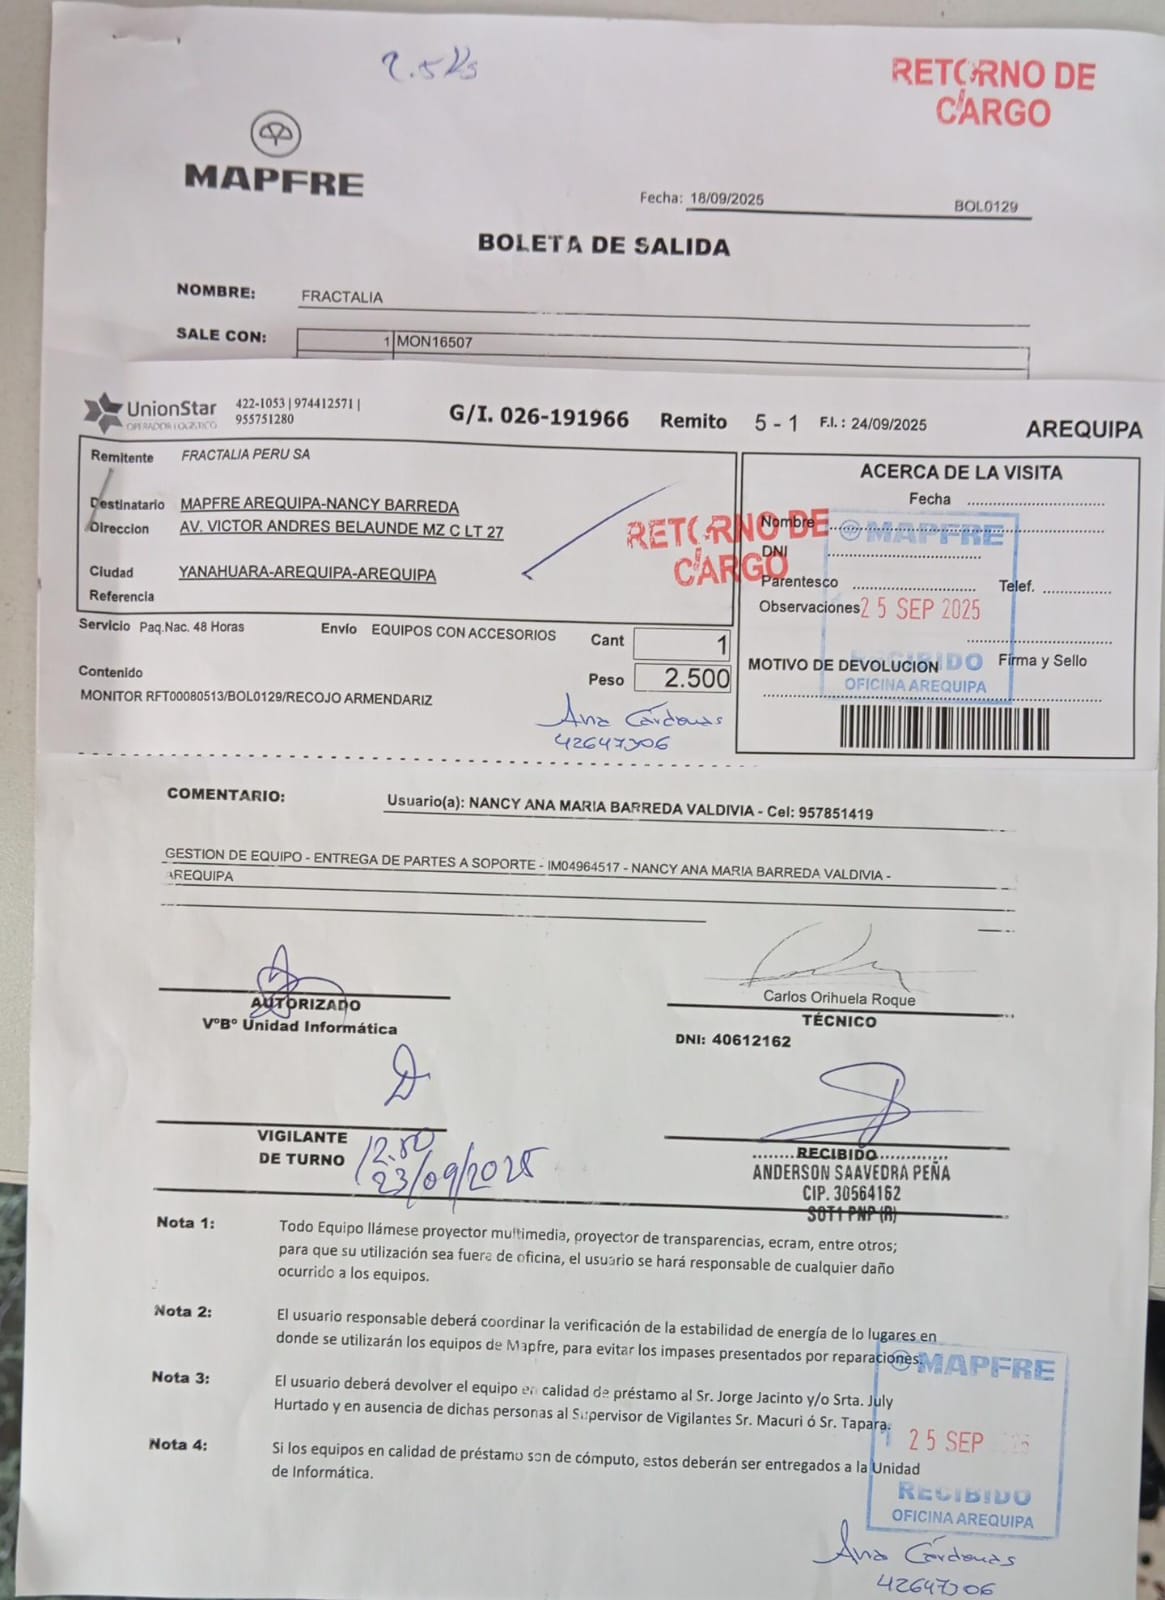 2.5 Ks
RETORNO DE
CARGO
MAPFRE
Fecha: 18/09/2025 BOL0129
BOLETA DE SALIDA
NOMBRE: FRACTALIA
SALE CON: 1 MON16507
UnionStar
OPERADOR LOGÍSTICO
422-1053 | 974412571 |
955751280
G/I. 026-191966 Remito 5 - 1 F.I. : 24/09/2025 AREQUIPA
Remitente FRACTALIA PERU SA
Destinatario MAPFRE AREQUIPA-NANCY BARREDA
Direccion AV. VICTOR ANDRES BELAUNDE MZ C LT 27
Ciudad YANAHUARA-AREQUIPA-AREQUIPA
Referencia
RETORNO DE
CARGO
ACERCA DE LA VISITA
Fecha
Nombre
DNI
Parentesco Telef.
Observaciones
MAPFRE
25 SEP 2025
RECIBIDO
OFICINA AREQUIPA
Firma y Sello
MOTIVO DE DEVOLUCION
Servicio Paq.Nac. 48 Horas Envío EQUIPOS CON ACCESORIOS Cant 1
Peso 2.500
Contenido
MONITOR RFT00080513/BOL0129/RECOJO ARMENDARIZ
Ana Cárdenas
42647306
COMENTARIO: Usuario(a): NANCY ANA MARIA BARREDA VALDIVIA - Cel: 957851419
GESTION DE EQUIPO - ENTREGA DE PARTES A SOPORTE - IM04964517 - NANCY ANA MARIA BARREDA VALDIVIA -
AREQUIPA
AUTORIZADO
VºBº Unidad Informática
Carlos Orihuela Roque
TÉCNICO
DNI: 40612162
VIGILANTE
DE TURNO
12.50
23/09/2025
RECIBIDO
ANDERSON SAAVEDRA PEÑA
CIP. 30564162
SOT1 PNP (R)
Nota 1: Todo Equipo llámese proyector multimedia, proyector de transparencias, ecram, entre otros;
para que su utilización sea fuera de oficina, el usuario se hará responsable de cualquier daño
ocurrido a los equipos.
Nota 2: El usuario responsable deberá coordinar la verificación de la estabilidad de energía de lo lugares en
donde se utilizarán los equipos de Mapfre, para evitar los impases presentados por reparaciones.
Nota 3: El usuario deberá devolver el equipo en calidad de préstamo al Sr. Jorge Jacinto y/o Srta. July
Hurtado y en ausencia de dichas personas al Supervisor de Vigilantes Sr. Macuri ó Sr. Tapara.
Nota 4: Si los equipos en calidad de préstamo son de cómputo, estos deberán ser entregados a la Unidad
de Informática.
MAPFRE
25 SEP
RECIBIDO
OFICINA AREQUIPA
Ana Cárdenas
42647306